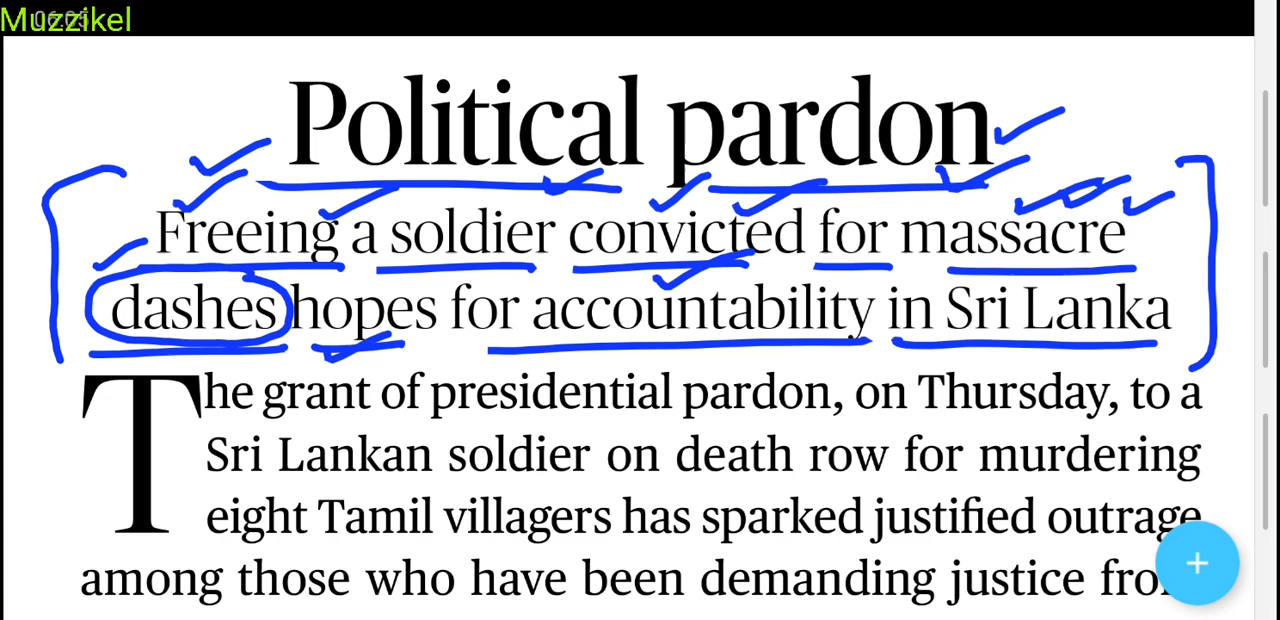 Muzzikel
Political pardon
Freeing a soldier convicted for massacre
dashes hopes for accountability in Sri Lanka
The grant of presidential pardon, on Thursday, to a
Sri Lankan soldier on death row for murdering
eight Tamil villagers has sparked justified outrage
among those who have been demanding justice